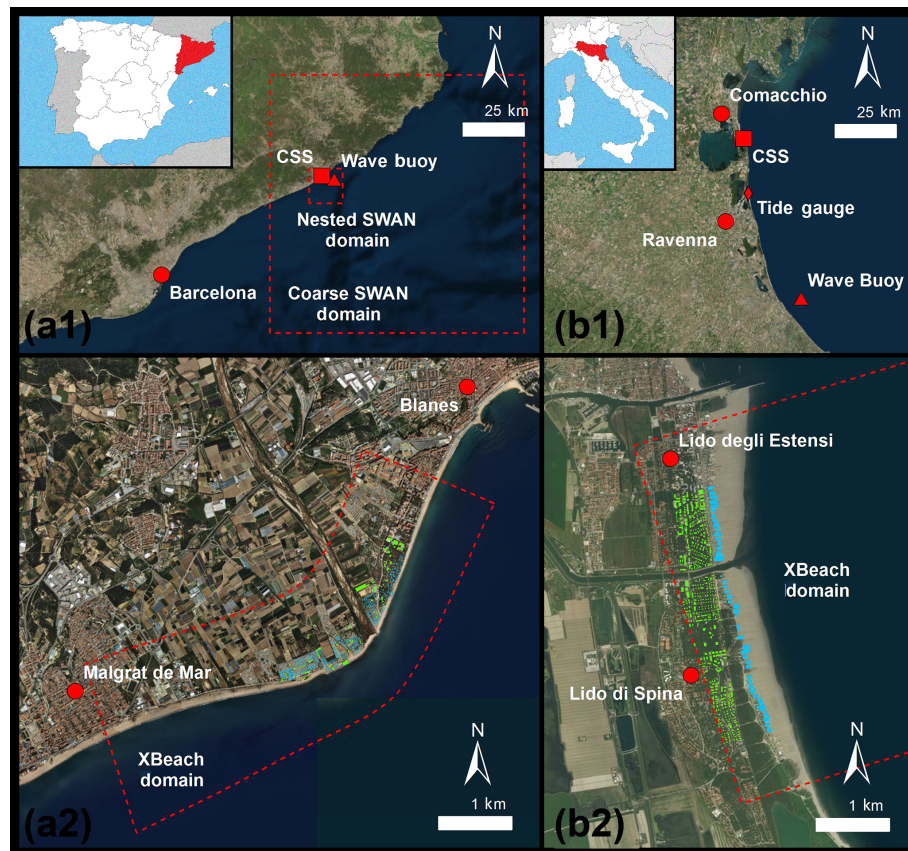 N
25 km
CSS
Wave buoy
Nested SWAN
domain
Barcelona
Coarse SWAN
domain
(a1)
N
25 km
Comacchio
CSS
Tide gauge
Ravenna
Wave Buoy
(b1)
Blanes
Malgrat de Mar
XBeach
domain
N
1 km
(a2)
Lido degli Estensi
XBeach
domain
Lido di Spina
N
1 km
(b2)